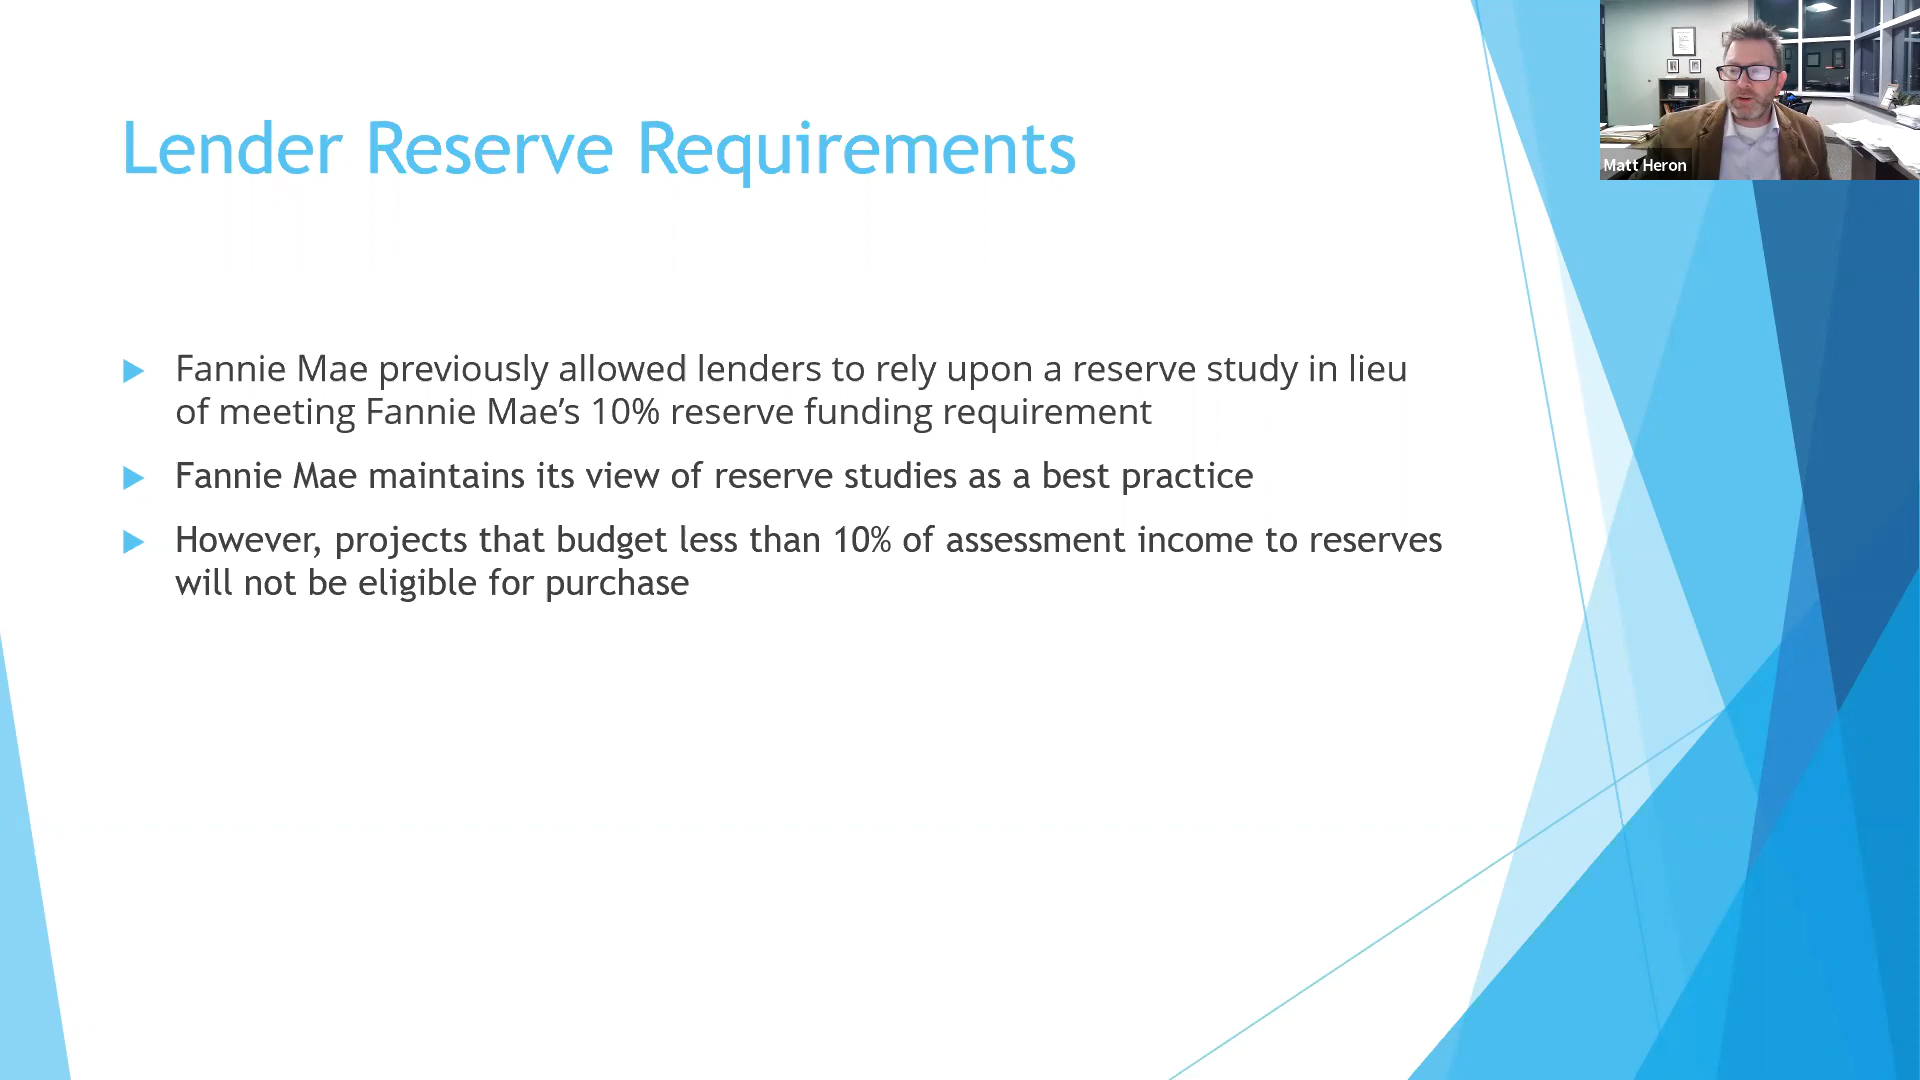 Lender Reserve Requirements
Matt Heron
Fannie Mae previously allowed lenders to rely upon a reserve study in lieu
of meeting Fannie Mae’s 10% reserve funding requirement
Fannie Mae maintains its view of reserve studies as a best practice
However, projects that budget less than 10% of assessment income to reserves
will not be eligible for purchase